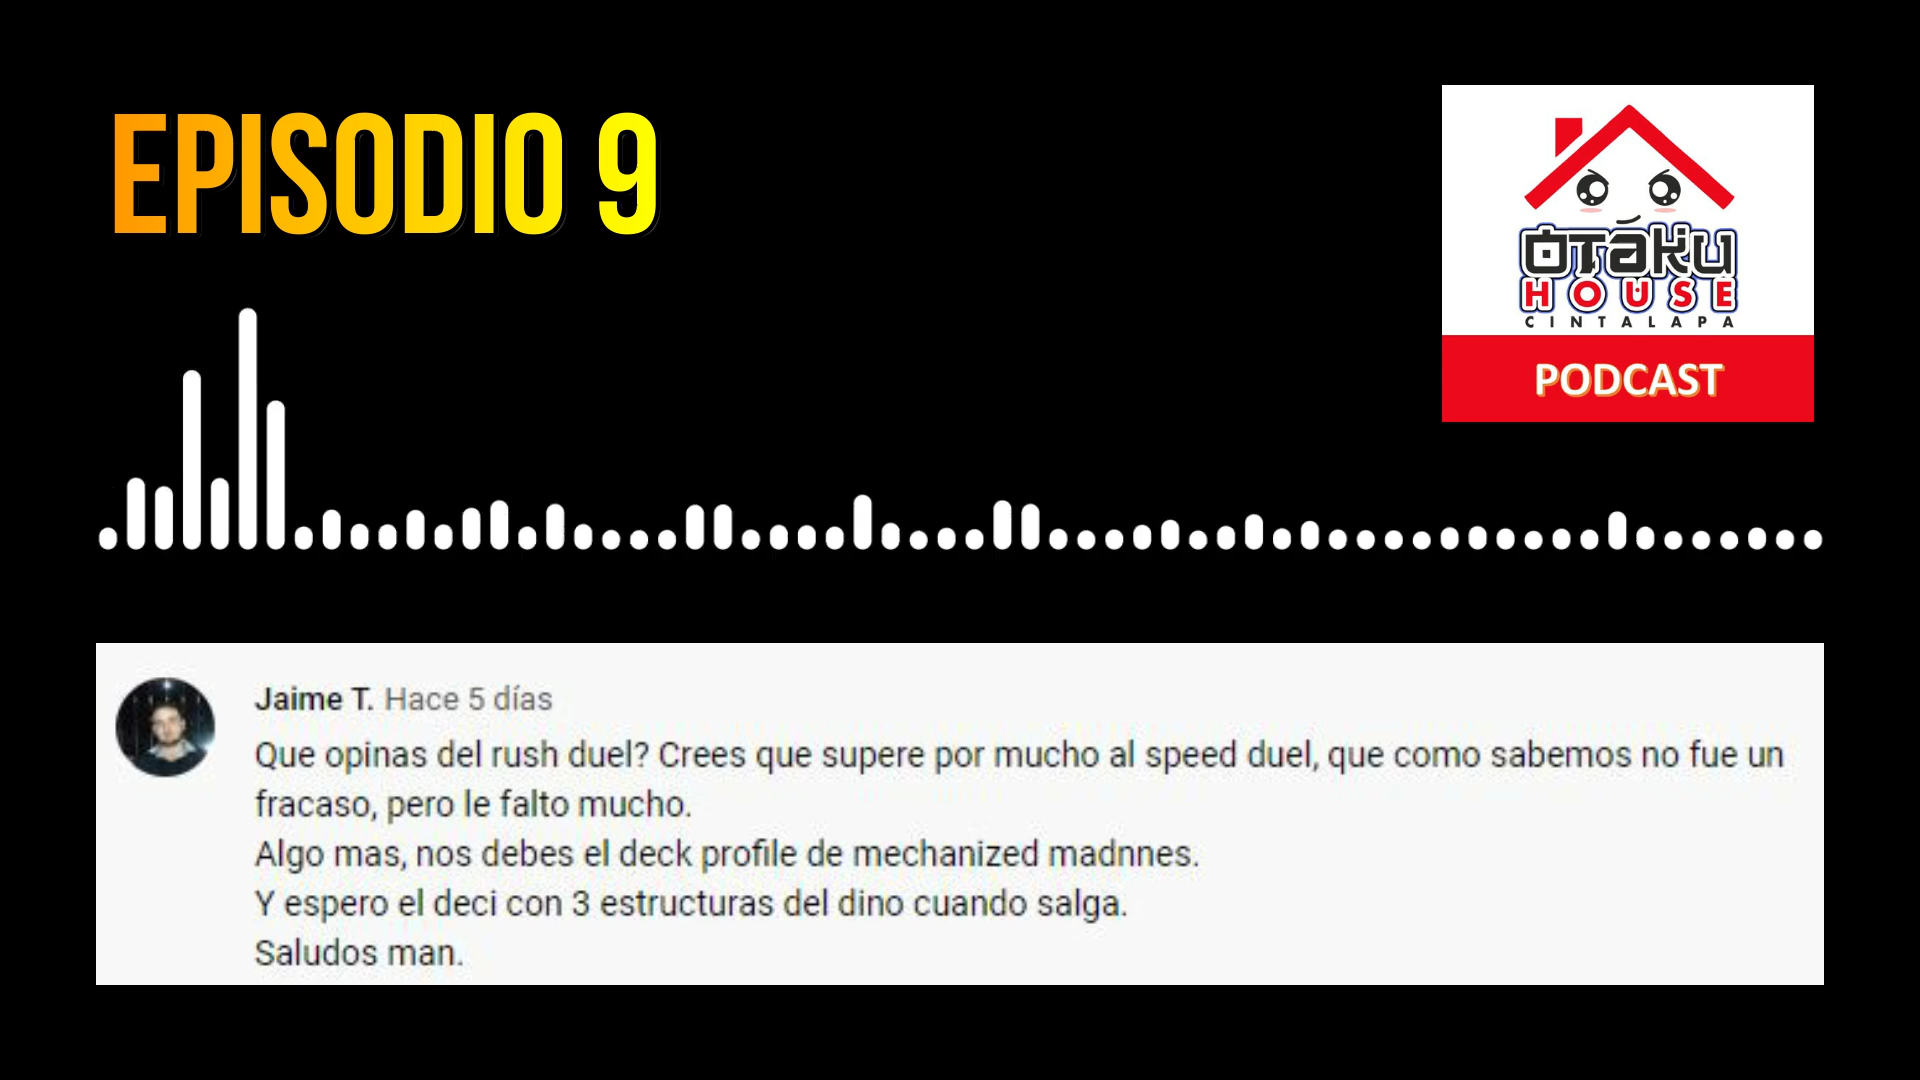 EPISODIO 9
OTAKU
HOUSE
CINTALAPA
PODCAST
Jaime T. Hace 5 días
Que opinas del rush duel? Crees que supere por mucho al speed duel, que como sabemos no fue un
fracaso, pero le falto mucho.
Algo mas, nos debes el deck profile de mechanized madnnes.
Y espero el deci con 3 estructuras del dino cuando salga.
Saludos man.